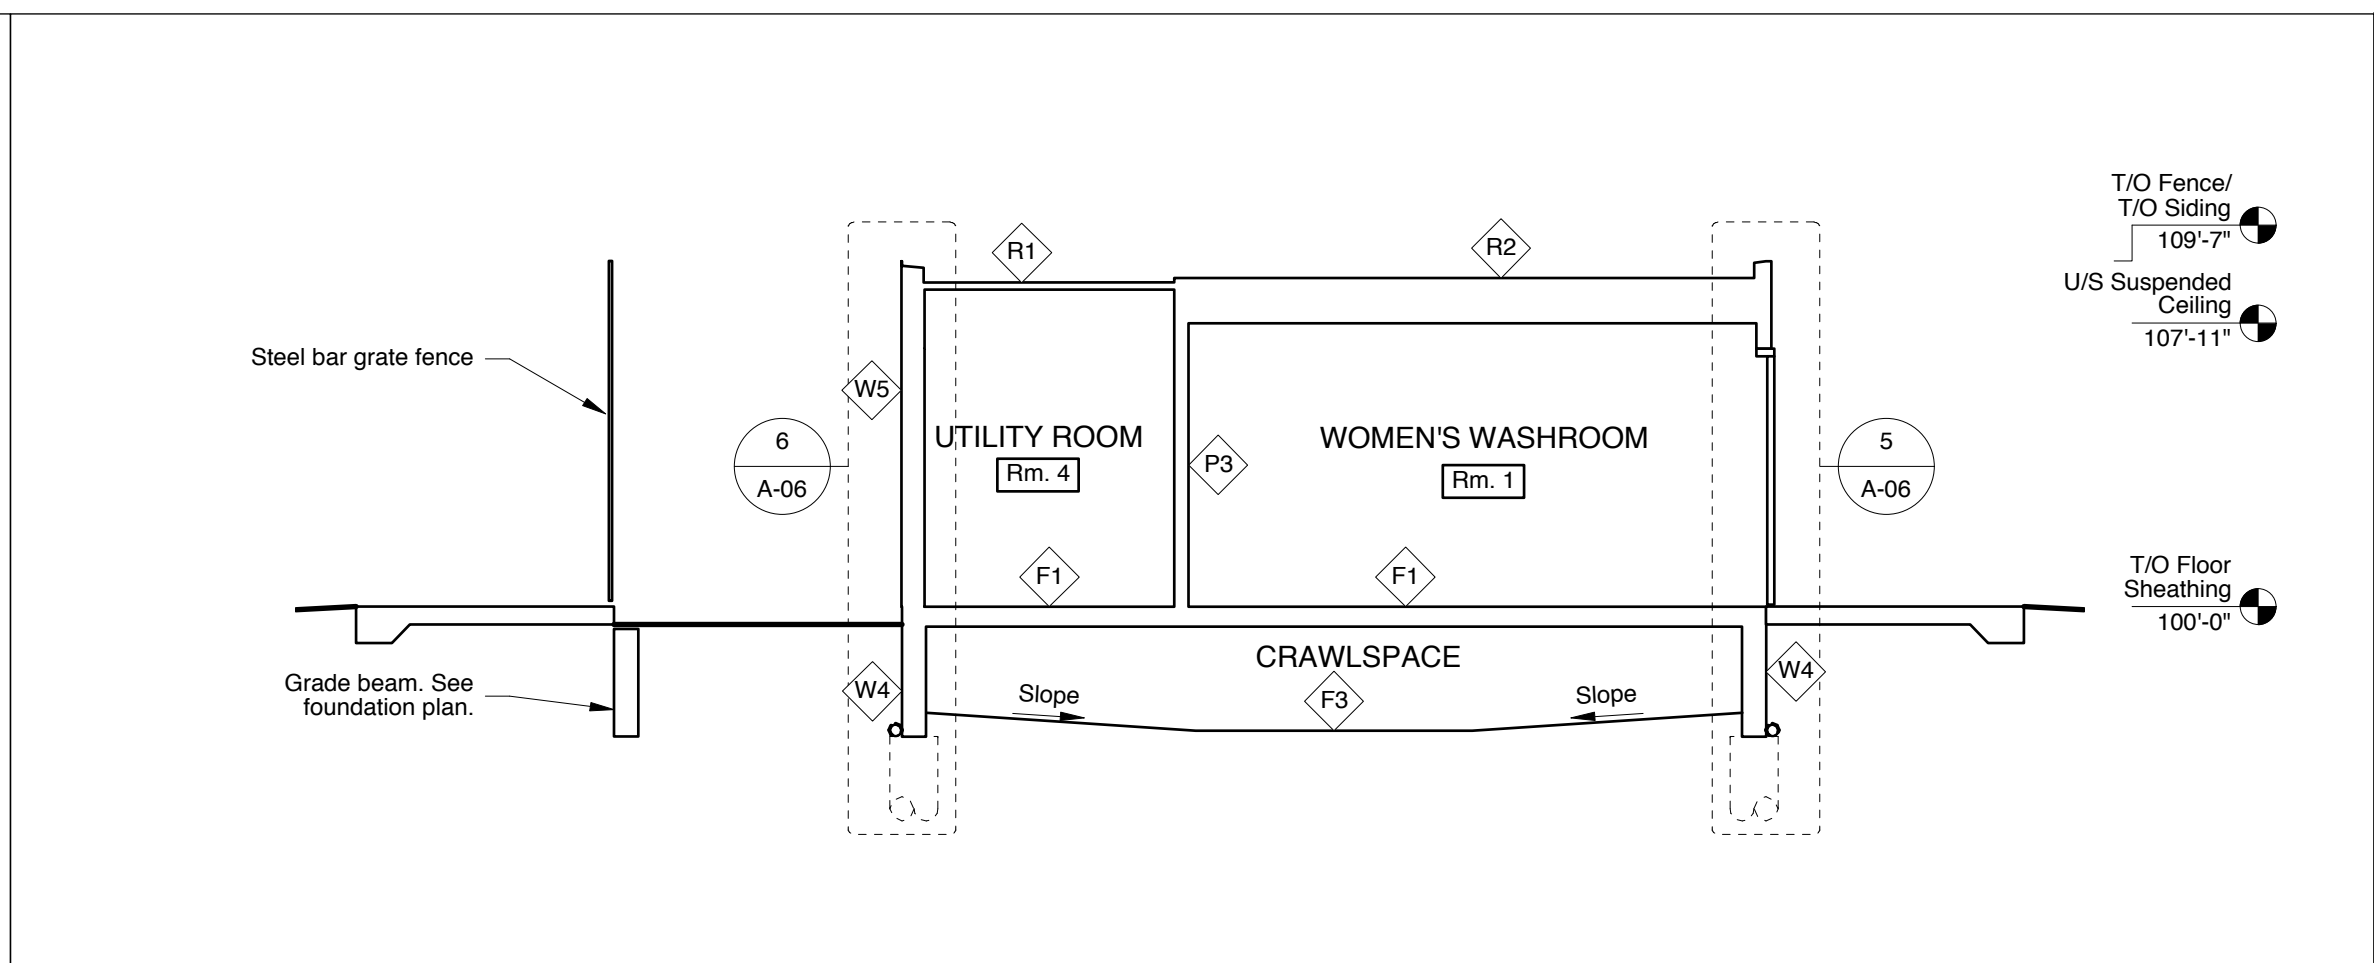 T/O Fence/
T/O Siding
109'-7"
U/S Suspended
Ceiling
107'-11"
R1
R2
Steel bar grate fence
W5
6
A-06
UTILITY ROOM
Rm. 4
P3
WOMEN'S WASHROOM
Rm. 1
5
A-06
F1
F1
T/O Floor
Sheathing
100'-0"
CRAWLSPACE
Grade beam. See
foundation plan.
W4
Slope
F3
Slope
W4